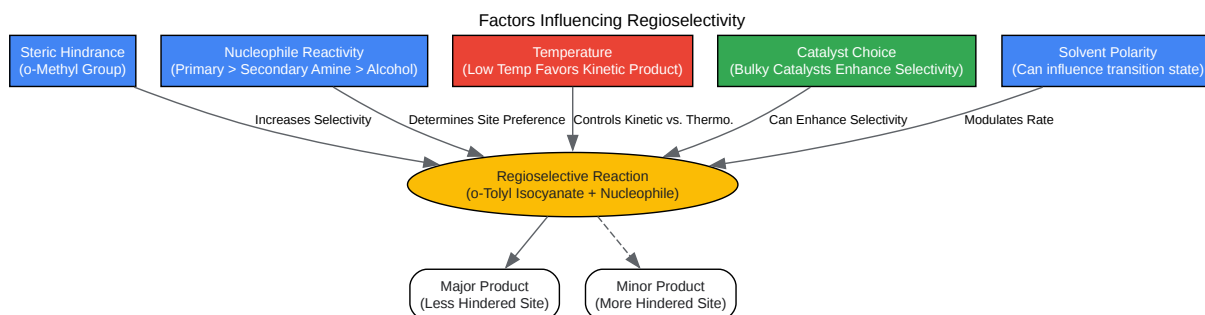 Factors Influencing Regioselectivity
Steric Hindrance
(o-Methyl Group)
Nucleophile Reactivity
(Primary > Secondary Amine > Alcohol)
Temperature
(Low Temp Favors Kinetic Product)
Catalyst Choice
(Bulky Catalysts Enhance Selectivity)
Solvent Polarity
(Can influence transition state)
Increases Selectivity
Determines Site Preference
Controls Kinetic vs. Thermo.
Can Enhance Selectivity
Modulates Rate
Regioselective Reaction
(o-Tolyl Isocyanate + Nucleophile)
Major Product
(Less Hindered Site)
Minor Product
(More Hindered Site)